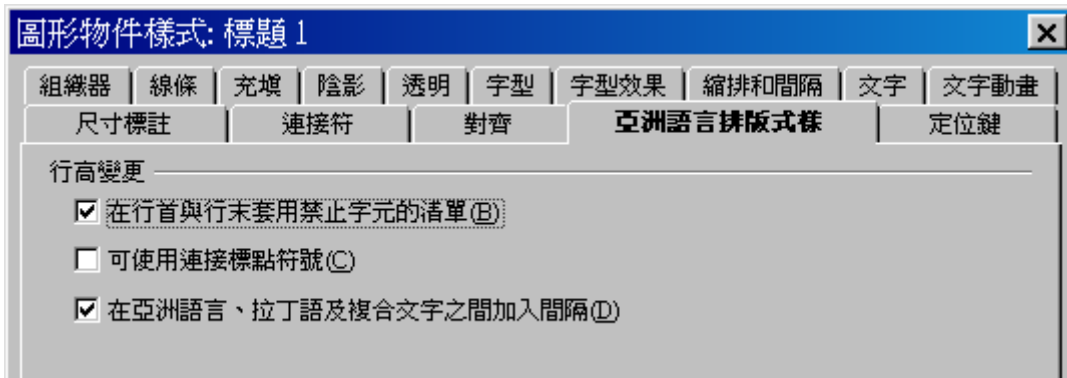 圖形物件樣式: 標題 1
組織器 線條 充填 陰影 透明 字型 字型效果 縮排和間隔 文字 文字動畫
尺寸標註 連接符 對齊 亞洲語言排版式樣 定位鍵
行高變更
在行首與行末套用禁止字元的清單(B)
可使用連接標點符號(C)
在亞洲語言、拉丁語及複合文字之間加入間隔(D)